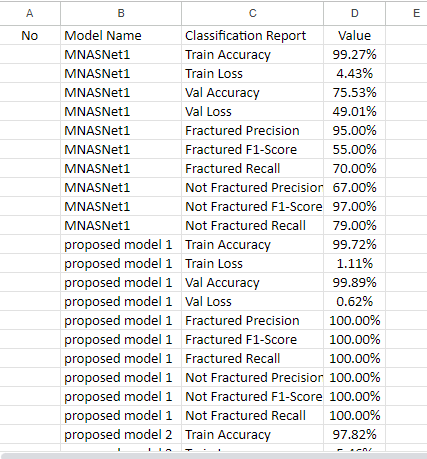 A B C D E
No Model Name Classification Report Value
MNASNet1 Train Accuracy 99.27%
MNASNet1 Train Loss 4.43%
MNASNet1 Val Accuracy 75.53%
MNASNet1 Val Loss 49.01%
MNASNet1 Fractured Precision 95.00%
MNASNet1 Fractured F1-Score 55.00%
MNASNet1 Fractured Recall 70.00%
MNASNet1 Not Fractured Precision 67.00%
MNASNet1 Not Fractured F1-Score 97.00%
MNASNet1 Not Fractured Recall 79.00%
proposed model 1 Train Accuracy 99.72%
proposed model 1 Train Loss 1.11%
proposed model 1 Val Accuracy 99.89%
proposed model 1 Val Loss 0.62%
proposed model 1 Fractured Precision 100.00%
proposed model 1 Fractured F1-Score 100.00%
proposed model 1 Fractured Recall 100.00%
proposed model 1 Not Fractured Precision 100.00%
proposed model 1 Not Fractured F1-Score 100.00%
proposed model 1 Not Fractured Recall 100.00%
proposed model 2 Train Accuracy 97.82%